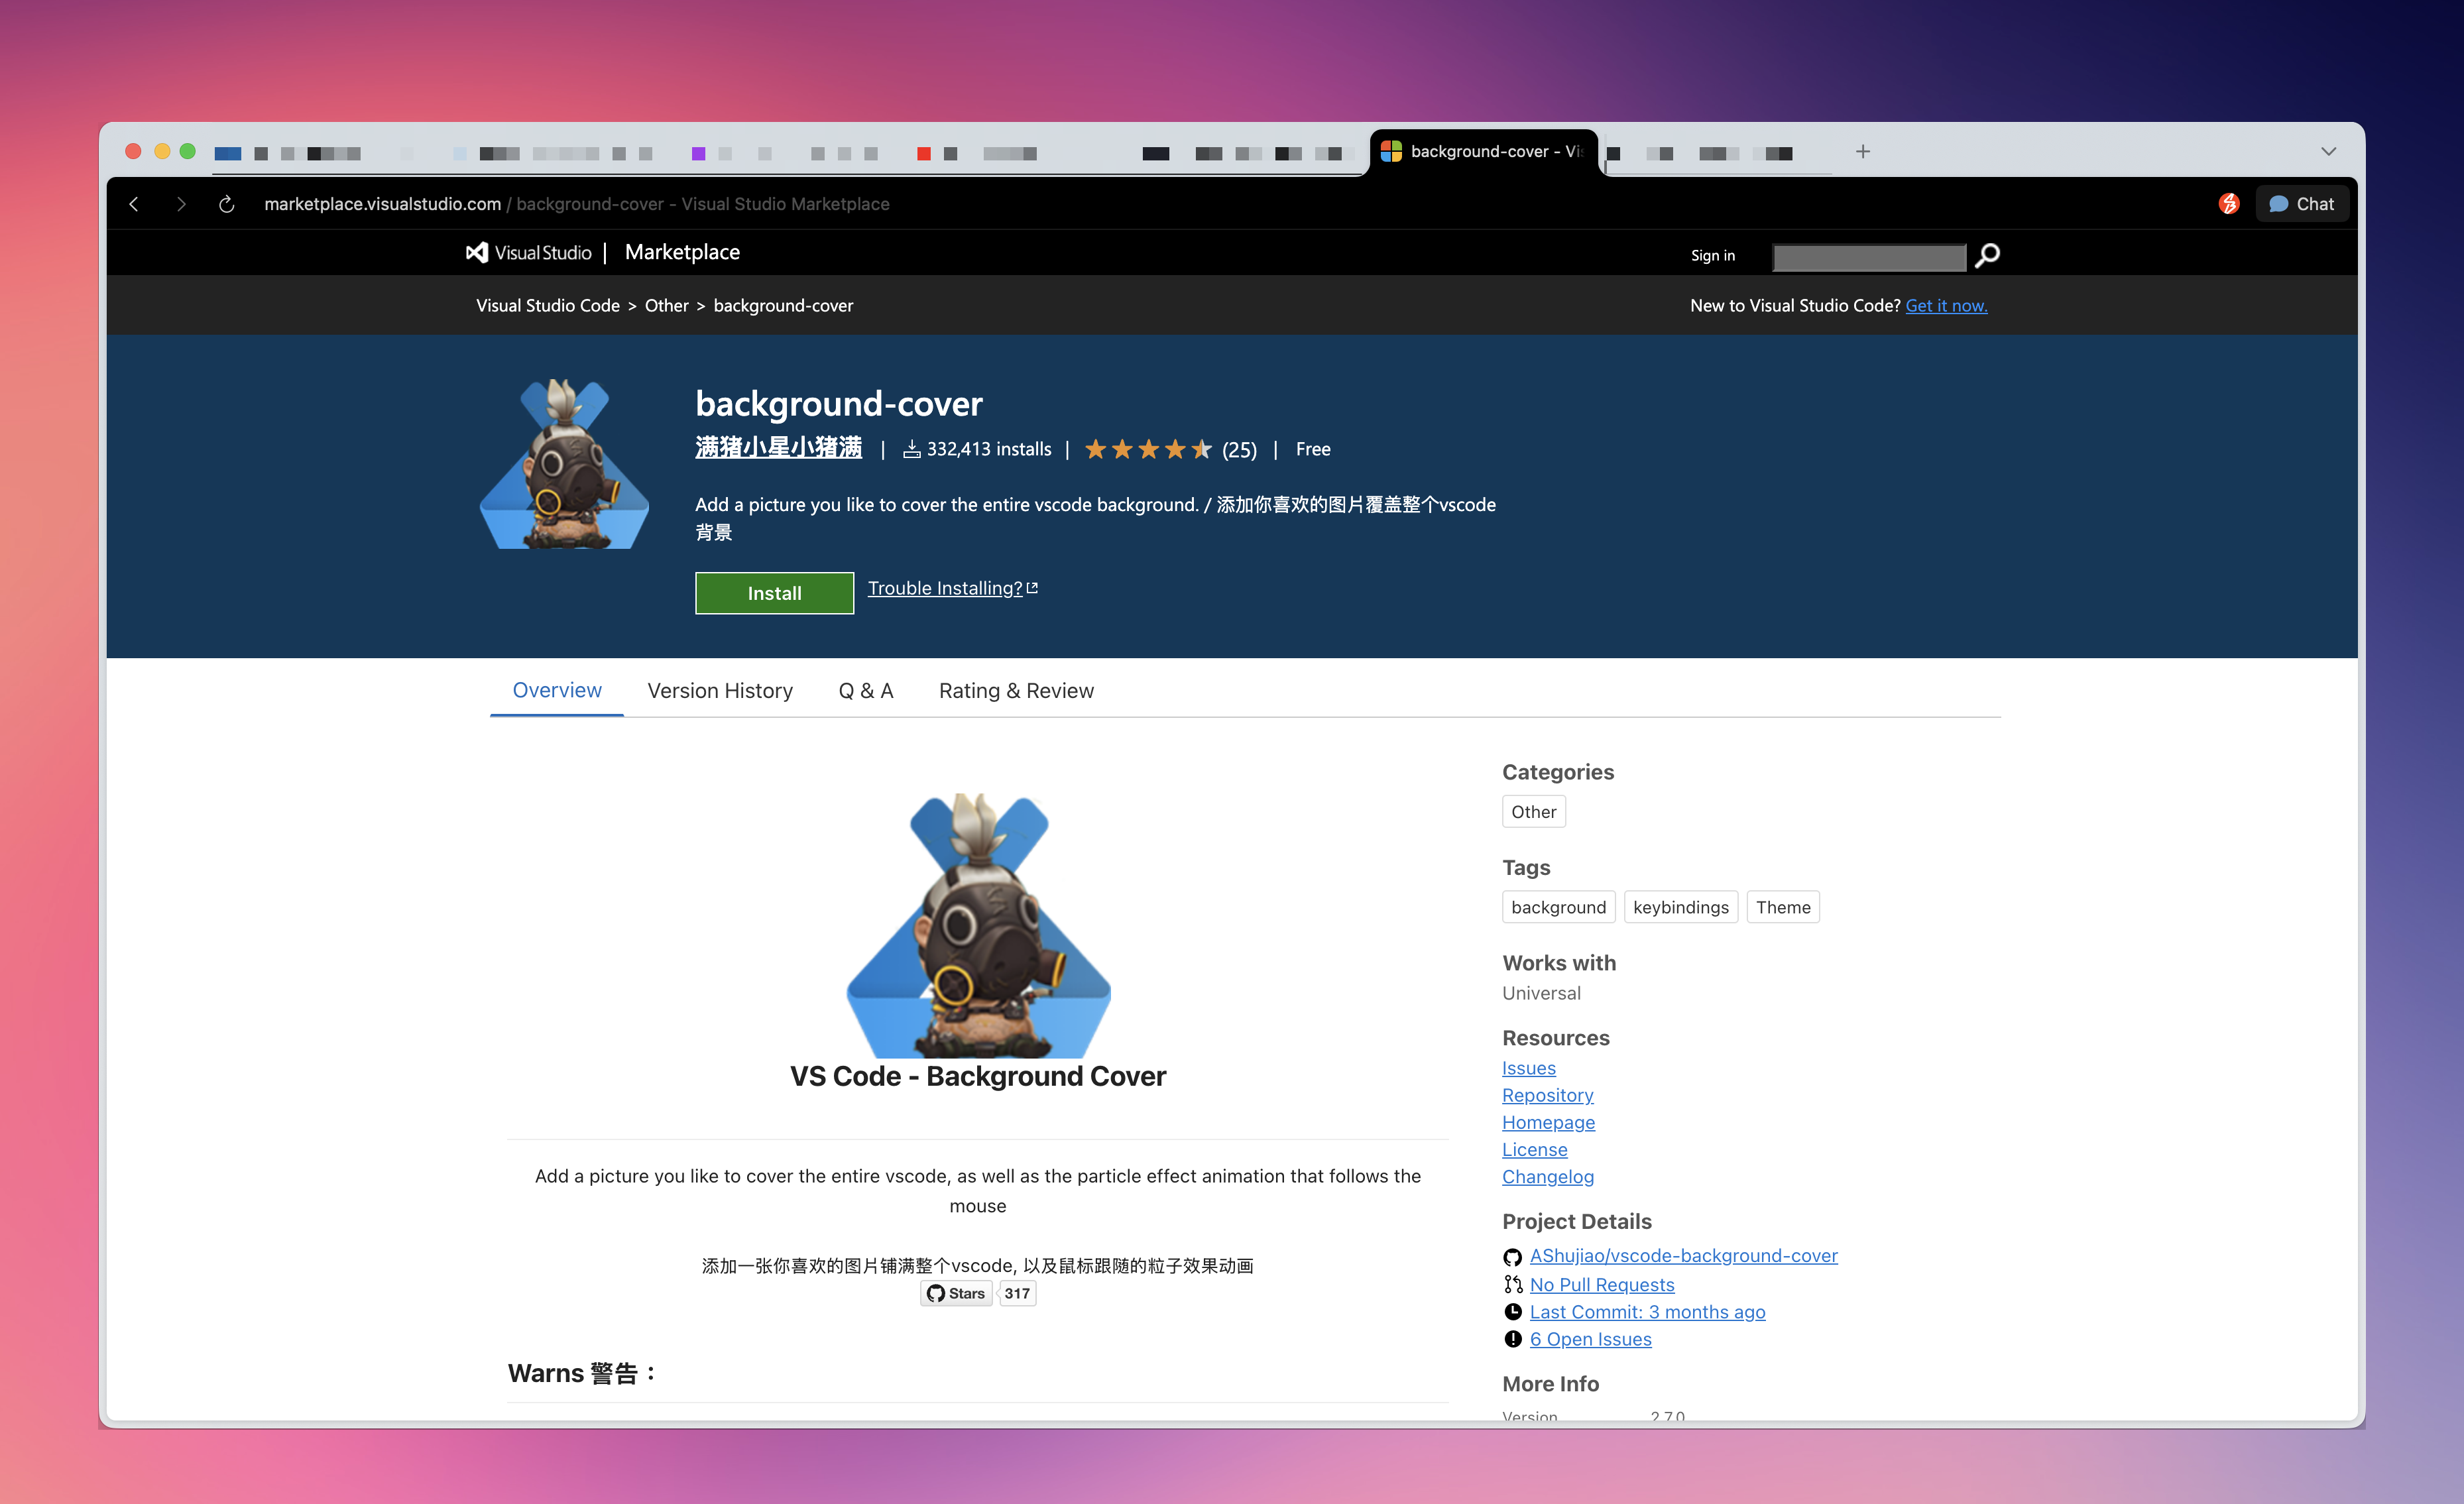 background-cover - Vis
marketplace.visualstudio.com / background-cover - Visual Studio Marketplace
Chat
Visual Studio | Marketplace
Sign in
Visual Studio Code > Other > background-cover
New to Visual Studio Code? Get it now.
background-cover
满猪小星小猪满 | 332,413 installs | (25) | Free
Add a picture you like to cover the entire vscode background. / 添加你喜欢的图片覆盖整个vscode
背景
Install
Trouble Installing?
Overview
Version History
Q & A
Rating & Review
VS Code - Background Cover
Add a picture you like to cover the entire vscode, as well as the particle effect animation that follows the
mouse
添加一张你喜欢的图片铺满整个vscode, 以及鼠标跟随的粒子效果动画
Stars 317
Warns 警告：
Categories
Other
Tags
background keybindings Theme
Works with
Universal
Resources
Issues
Repository
Homepage
License
Changelog
Project Details
AShujiao/vscode-background-cover
No Pull Requests
Last Commit: 3 months ago
6 Open Issues
More Info
Version 2.7.0